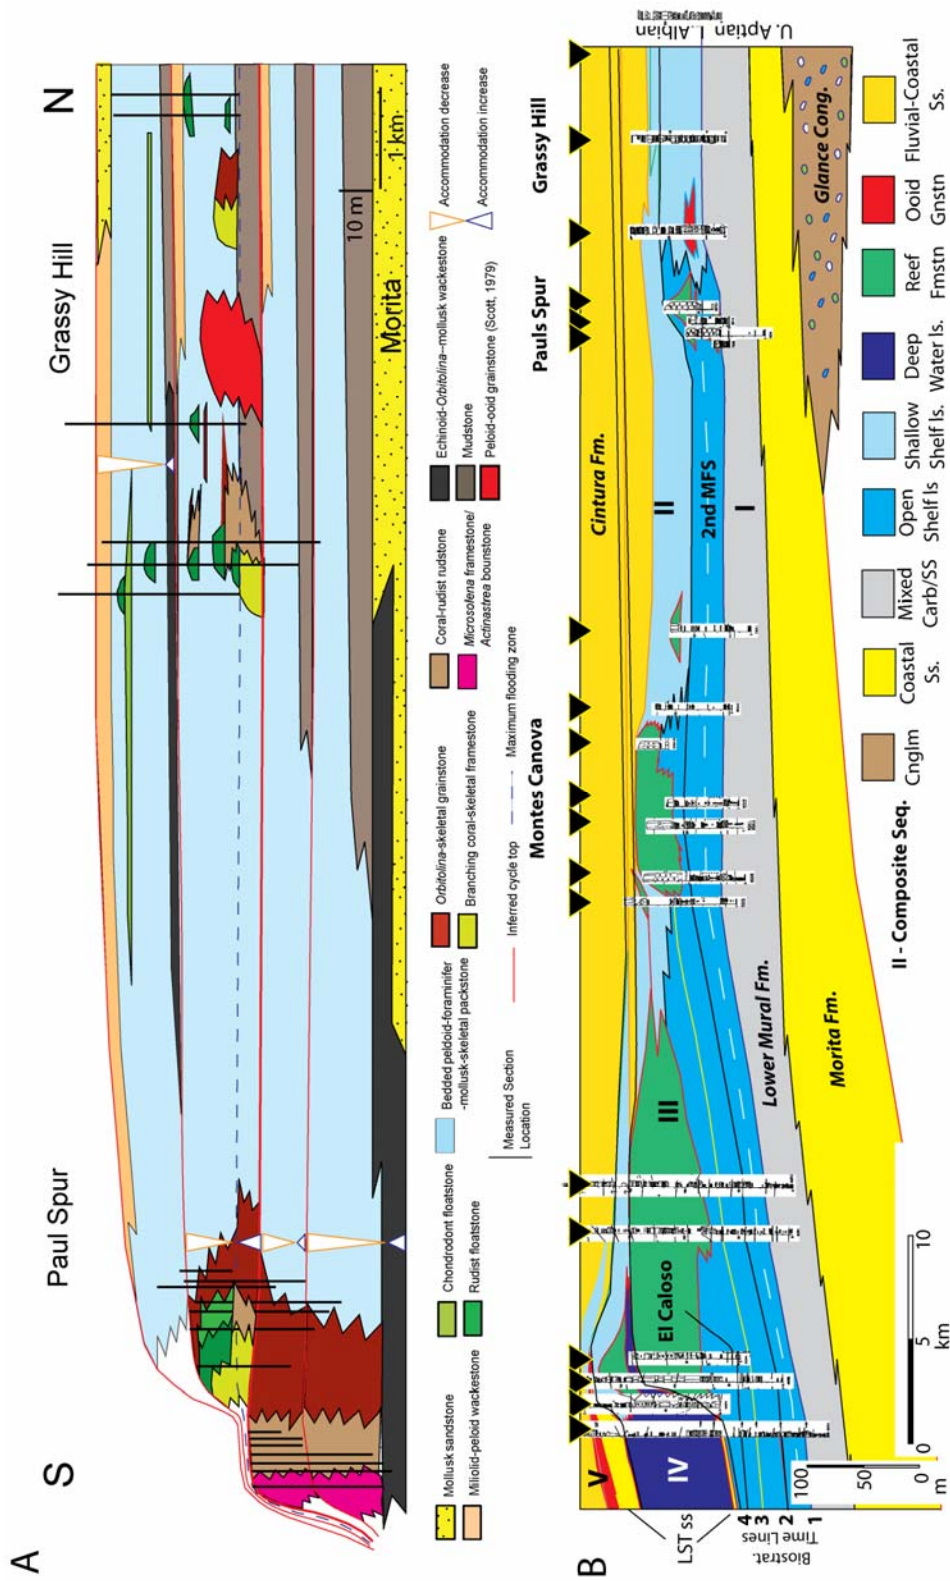 A
S
Paul Spur
Grassy Hill
N
Morita
10 m
1 km
Mollusk sandstone
Miliolid-peloid wackestone
Chondrodont floatstone
Rudist floatstone
Bedded peloid-foraminifer
-mollusk-skeletal packstone
Orbitolina-skeletal grainstone
Branching coral-skeletal framestone
Coral-rudist rudstone
Microsolena framestone/
Actinastrea bounstone
Echinoid-Orbitolina--mollusk wackestone
Mudstone
Peloid-ooid grainstone (Scott, 1979)
Accommodation decrease
Accommodation increase
Measured Section
Location
Inferred cycle top
Maximum flooding zone
B
Montes Canova
Pauls Spur
Grassy Hill
Cintura Fm.
V
IV
El Caloso
III
II
2nd MFS
I
Lower Mural Fm.
Morita Fm.
Glance Cong.
L. Albian
U. Aptian
LST ss
4
3
2
1
Biostrat.
Time Lines
100
50
0
m
0
5
10
km
II - Composite Seq.
Cnglm
Coastal
Ss.
Mixed
Carb/SS
Open
Shelf ls
Shallow
Shelf ls.
Deep
Water ls.
Reef
Fmstn
Ooid
Gnstn
Fluvial-Coastal
Ss.